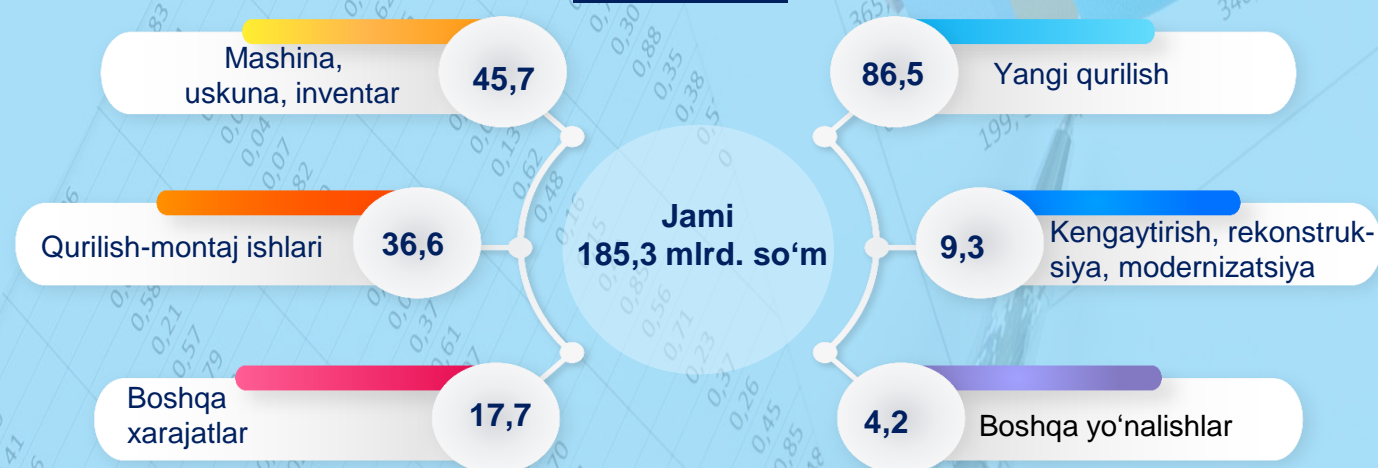 Mashina,
uskuna, inventar
45,7
Qurilish-montaj ishlari
36,6
Boshqa
xarajatlar
17,7
Jami
185,3 mlrd. so‘m
86,5
Yangi qurilish
9,3
Kengaytirish, rekonstruk-
siya, modernizatsiya
4,2
Boshqa yo‘nalishlar